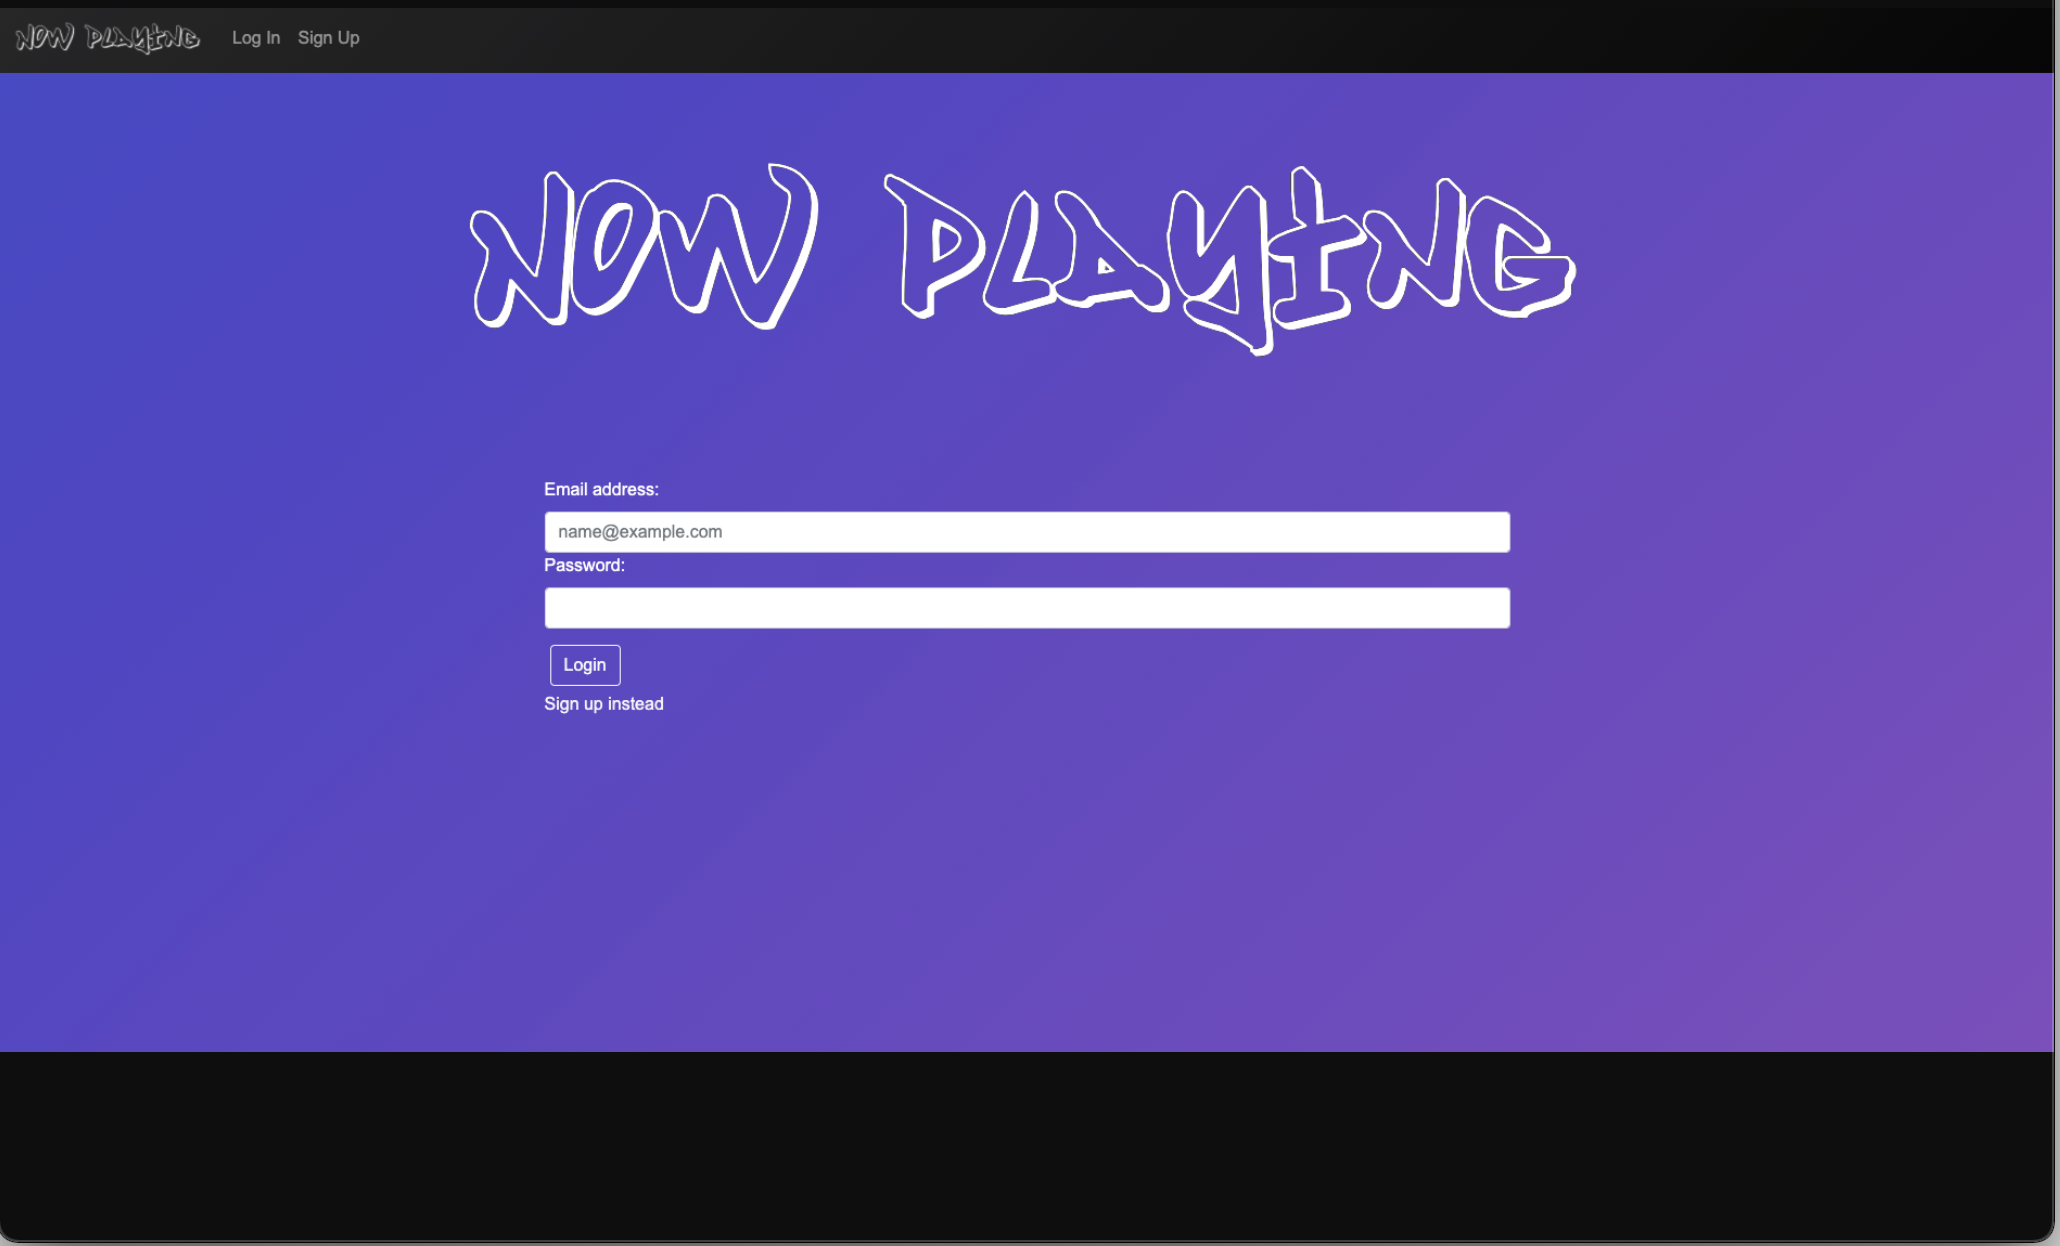 NOW PLAYING Log In Sign Up
NOW PLAYING
Email address:
name@example.com
Password:
Login
Sign up instead